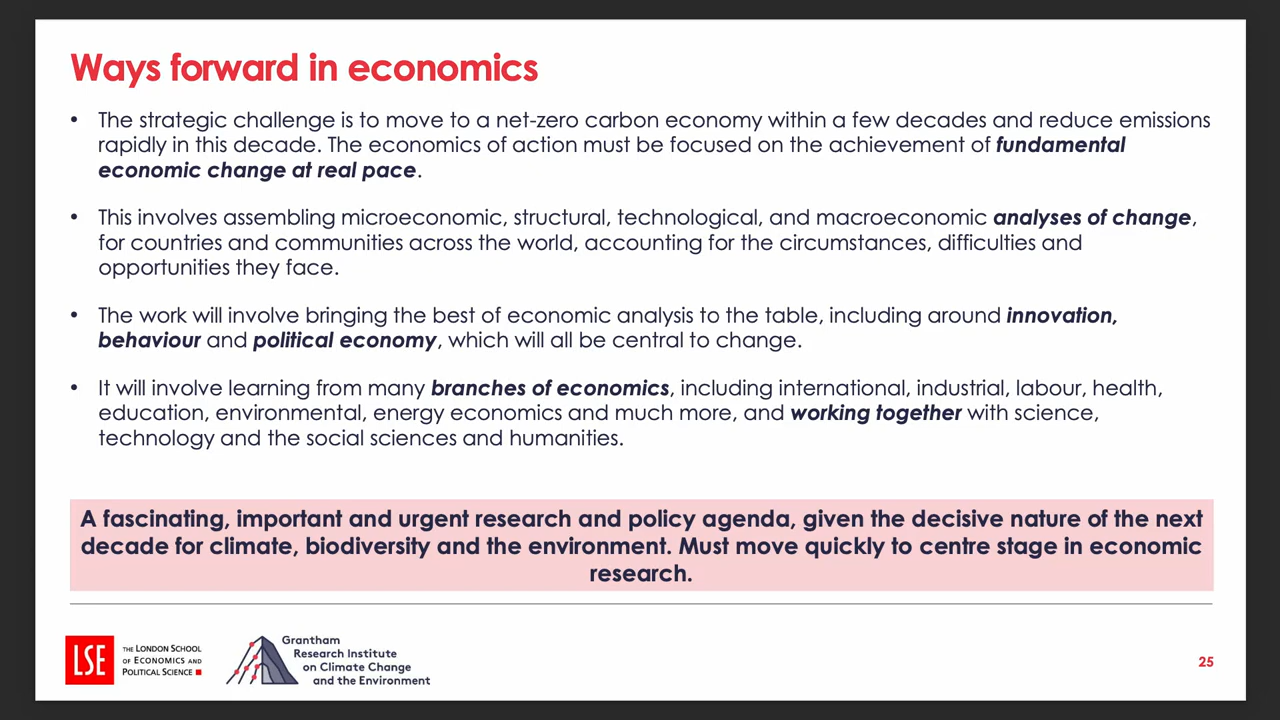 Ways forward in economics
• The strategic challenge is to move to a net-zero carbon economy within a few decades and reduce emissions
rapidly in this decade. The economics of action must be focused on the achievement of fundamental
economic change at real pace.
• This involves assembling microeconomic, structural, technological, and macroeconomic analyses of change,
for countries and communities across the world, accounting for the circumstances, difficulties and
opportunities they face.
• The work will involve bringing the best of economic analysis to the table, including around innovation,
behaviour and political economy, which will all be central to change.
• It will involve learning from many branches of economics, including international, industrial, labour, health,
education, environmental, energy economics and much more, and working together with science,
technology and the social sciences and humanities.
A fascinating, important and urgent research and policy agenda, given the decisive nature of the next
decade for climate, biodiversity and the environment. Must move quickly to centre stage in economic
research.
LSE
THE LONDON SCHOOL
OF ECONOMICS AND
POLITICAL SCIENCE
Grantham
Research Institute
on Climate Change
and the Environment
25